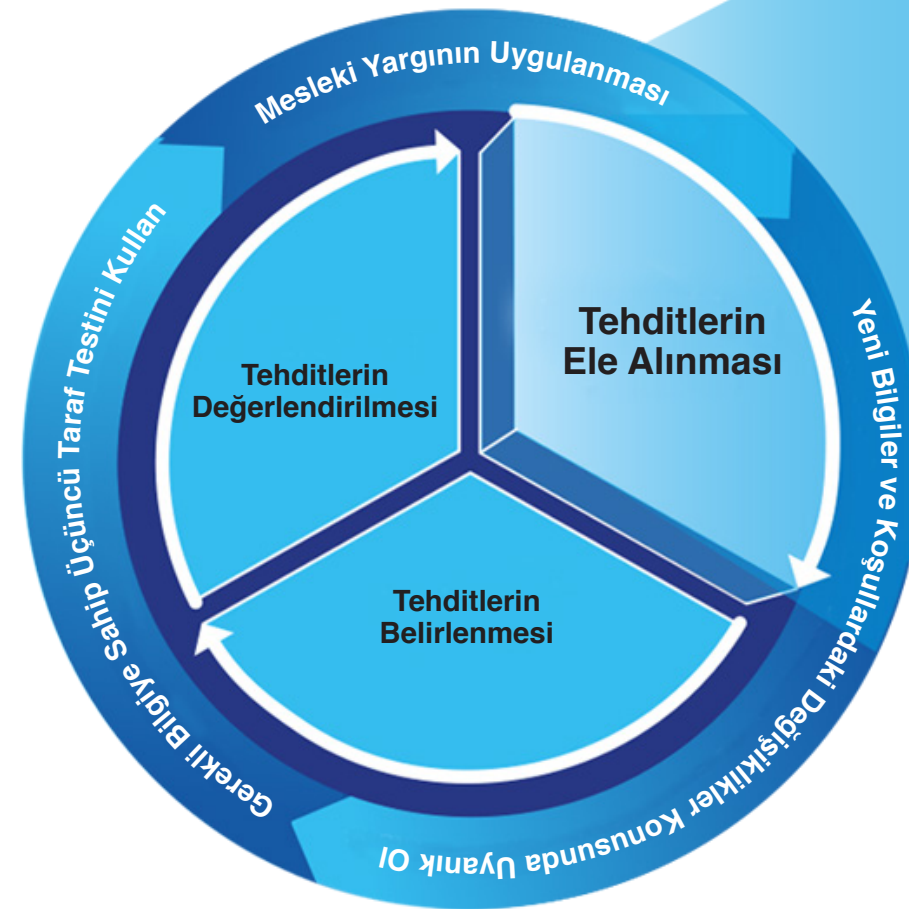 Mesleki Yargının Uygulanması
Yeni Bilgiler ve Koşullardaki Değişiklikler Konusunda Uyanık Ol
Gerekli Bilgiye Sahip Üçüncü Taraf Testini Kullan
Tehditlerin
Ele Alınması
Tehditlerin
Değerlendirilmesi
Tehditlerin
Belirlenmesi